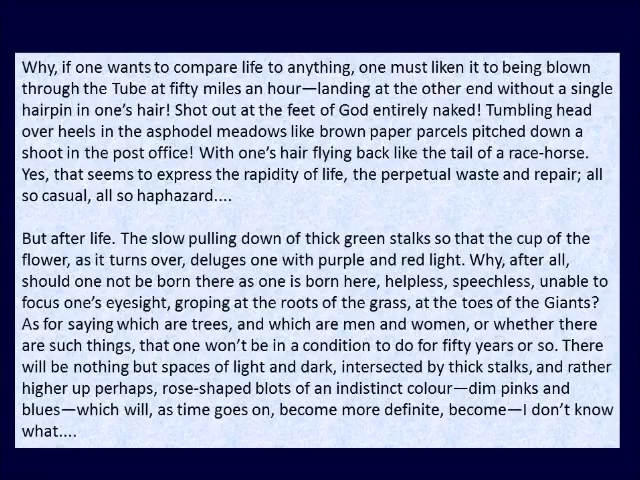 Why, if one wants to compare life to anything, one must liken it to being blown
through the Tube at fifty miles an hour—landing at the other end without a single
hairpin in one's hair! Shot out at the feet of God entirely naked! Tumbling head
over heels in the asphodel meadows like brown paper parcels pitched down a
shoot in the post office! With one's hair flying back like the tail of a race-horse.
Yes, that seems to express the rapidity of life, the perpetual waste and repair; all
so casual, all so haphazard....
But after life. The slow pulling down of thick green stalks so that the cup of the
flower, as it turns over, deluges one with purple and red light. Why, after all,
should one not be born there as one is born here, helpless, speechless, unable to
focus one's eyesight, groping at the roots of the grass, at the toes of the Giants?
As for saying which are trees, and which are men and women, or whether there
are such things, that one won't be in a condition to do for fifty years or so. There
will be nothing but spaces of light and dark, intersected by thick stalks, and rather
higher up perhaps, rose-shaped blots of an indistinct colour—dim pinks and
blues—which will, as time goes on, become more definite, become—I don't know
what....